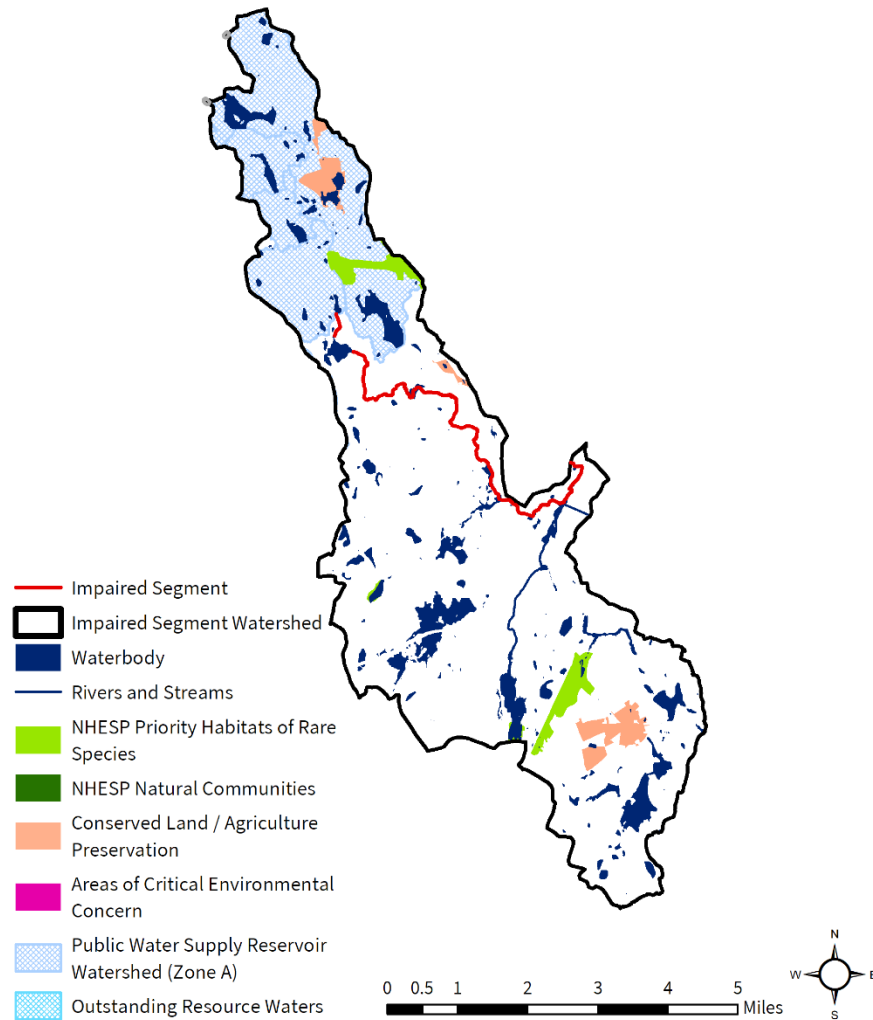 Impaired Segment
Impaired Segment Watershed
Waterbody
Rivers and Streams
NHESP Priority Habitats of Rare
Species
NHESP Natural Communities
Conserved Land / Agriculture
Preservation
Areas of Critical Environmental
Concern
Public Water Supply Reservoir
Watershed (Zone A)
Outstanding Resource Waters
0 0.5 1 2 3 4 5
Miles
N
W E
S